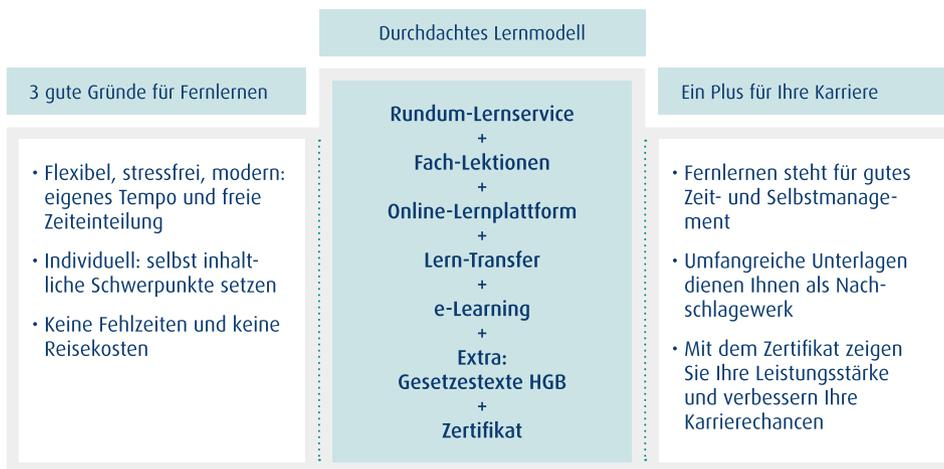 Durchdachtes Lernmodell
3 gute Gründe für Fernlernen
• Flexibel, stressfrei, modern:
eigenes Tempo und freie
Zeiteinteilung
• Individuell: selbst inhalt-
liche Schwerpunkte setzen
• Keine Fehlzeiten und keine
Reisekosten
Rundum-Lernservice
+
Fach-Lektionen
+
Online-Lernplattform
+
Lern-Transfer
+
e-Learning
+
Extra:
Gesetzestexte HGB
+
Zertifikat
Ein Plus für Ihre Karriere
• Fernlernen steht für gutes
Zeit- und Selbstmanage-
ment
• Umfangreiche Unterlagen
dienen Ihnen als Nach-
schlagewerk
• Mit dem Zertifikat zeigen
Sie Ihre Leistungsstärke
und verbessern Ihre
Karrierechancen